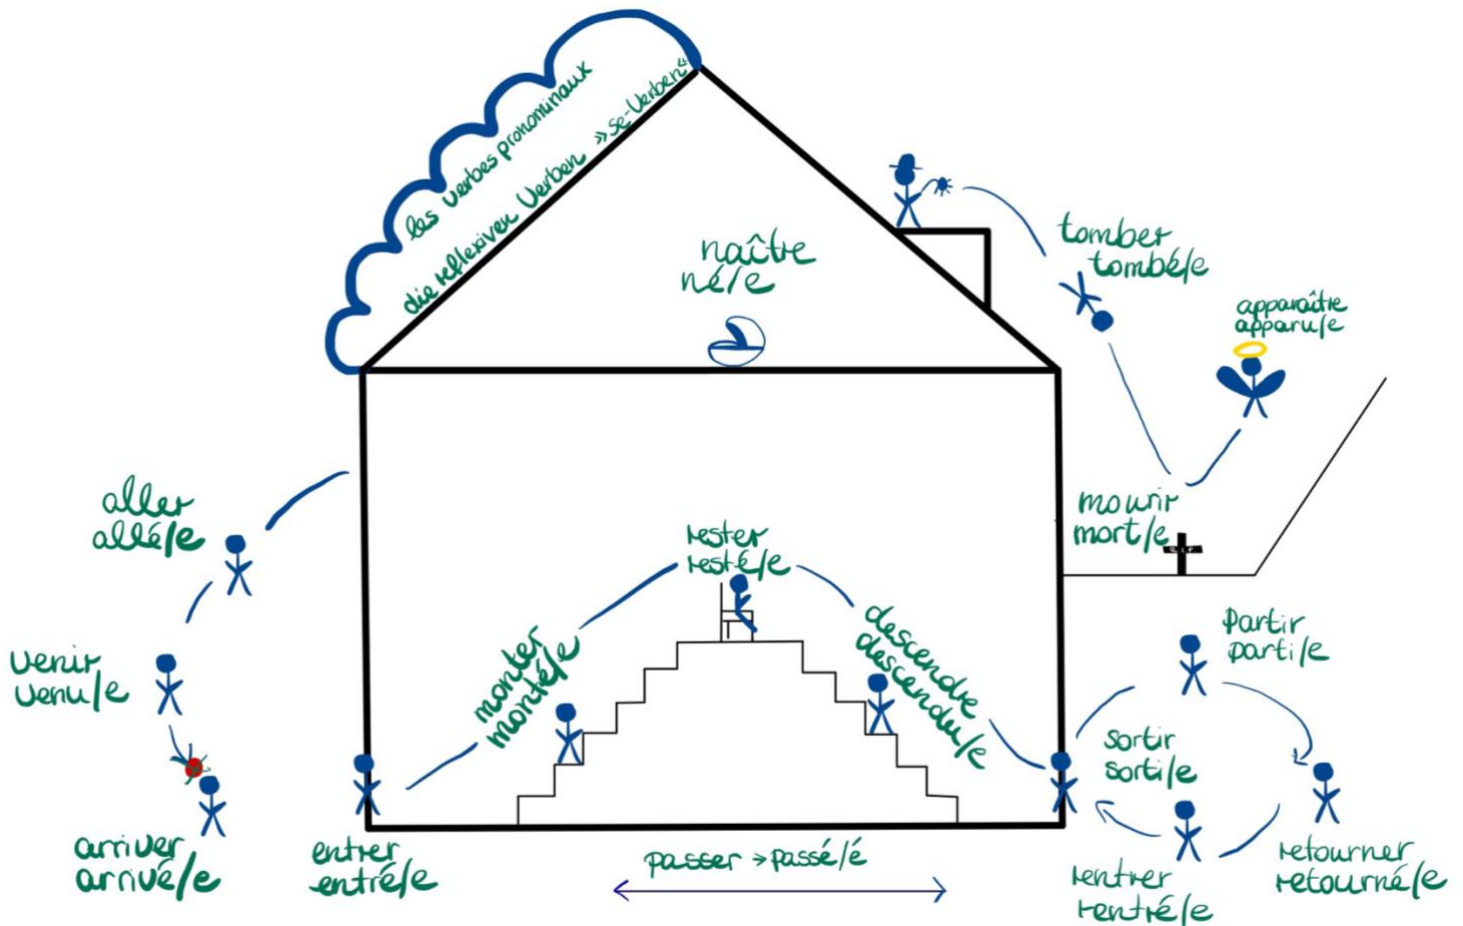 les verbes pronominaux
die reflexiven Verben »se-Verben"
naître
né/e
tomber
tombé/e
apparaître
apparu/e
aller
allé/e
mourir
mort/e
rester
resté/e
monter
monté/e
descendre
descendu/e
venir
venu/e
partir
parti/e
sortir
sorti/e
arriver
arrivé/e
entrer
entré/e
passer → passé/é
retourner
retourné/e
rentrer
rentré/e